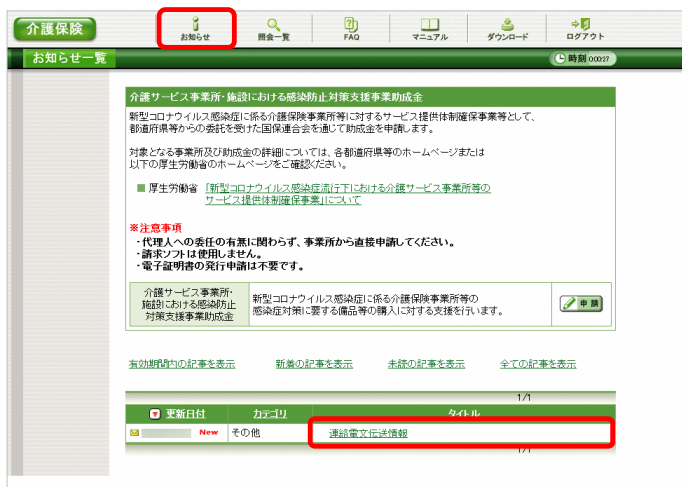 介護保険
お知らせ
照会一覧
FAQ
マニュアル
ダウンロード
ログアウト
お知らせ一覧
時刻 00:27
介護サービス事業所・施設における感染防止対策支援事業助成金
新型コロナウイルス感染症に係る介護保険事業所等に対するサービス提供体制確保事業等として、
都道府県等からの委託を受けた国保連合会を通じて助成金を申請します。
対象となる事業所及び助成金の詳細については、各都道府県等のホームページまたは
以下の厚生労働省のホームページをご確認ください。
■ 厚生労働省 「新型コロナウイルス感染症流行下における介護サービス事業所等の
サービス提供体制確保事業」について
※注意事項
・代理人への委任の有無に関わらず、事業所から直接申請してください。
・請求ソフトは使用しません。
・電子証明書の発行申請は不要です。
介護サービス事業所・
施設における感染防止
対策支援事業助成金
新型コロナウイルス感染症に係る介護保険事業所等の
感染症対策に要する備品等の購入に対する支援を行います。
申請
有効期間内の記事を表示 新着の記事を表示 未読の記事を表示 全ての記事を表示
1/1
更新日付 カテゴリ タイトル
New その他 連絡電文伝送情報
1/1